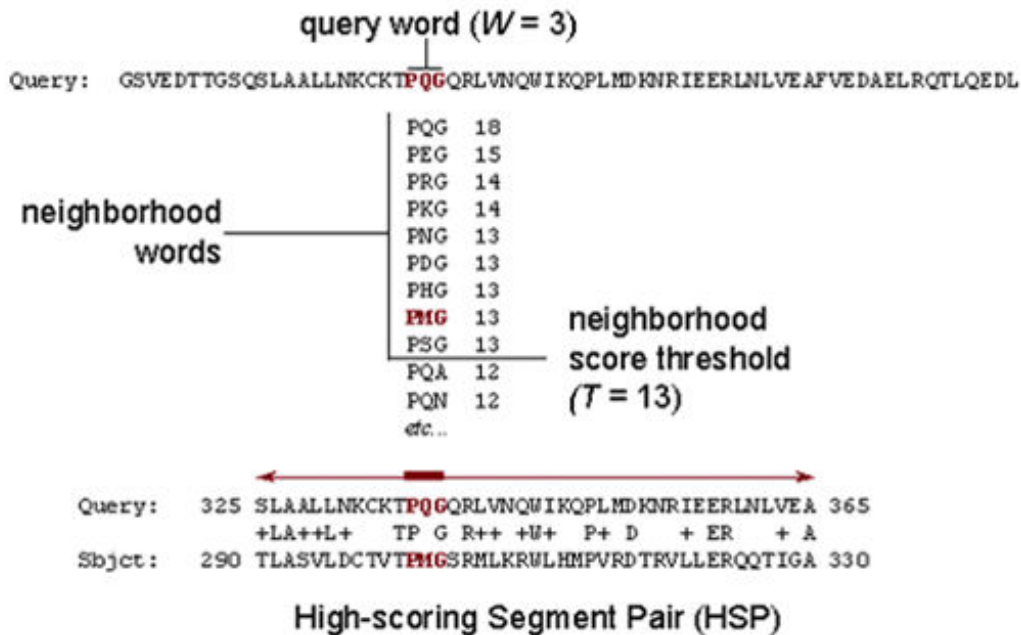 query word (W = 3)
Query: GSVEDTTGSQSLAALLNKCKTPQGQRLVNQWIKQPLMDKNRIEERLNLVEAFVEDAELRQTLQEDL
PQG 18
PEG 15
PRG 14
PKG 14
neighborhood words
PNG 13
PDG 13
PHG 13
PMG 13
PSG 13
neighborhood score threshold (T = 13)
PQA 12
PQN 12
etc...
Query: 325 SLAALLNKCKTPQGQRLVNQWIKQPLMDKNRIEERLNLVEA 365
+LA++L+ TP G R++ +W+ P+ D + ER + A
Sbjct: 290 TLASVLDCTVTPMGSRMLKRWLHMPVRDTRVLLERQQTIGA 330
High-scoring Segment Pair (HSP)